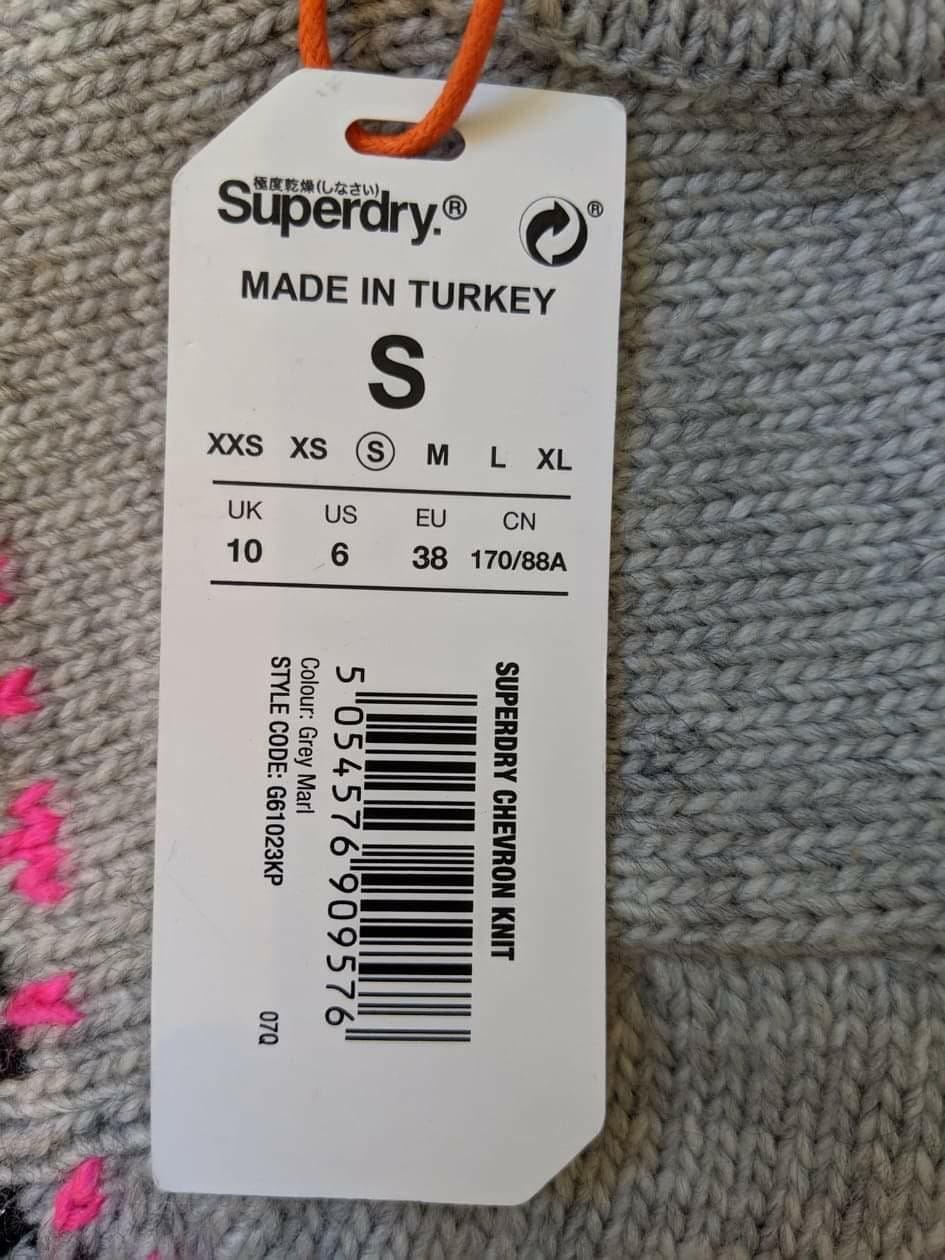 極度乾燥(しなさい)
Superdry.®
®
MADE IN TURKEY
S
XXS XS S M L XL
UK US EU CN
10 6 38 170/88A
SUPERDRY CHEVRON KNIT
5 054576 909576
Colour: Grey Marl
STYLE CODE: G61023KP
07Q